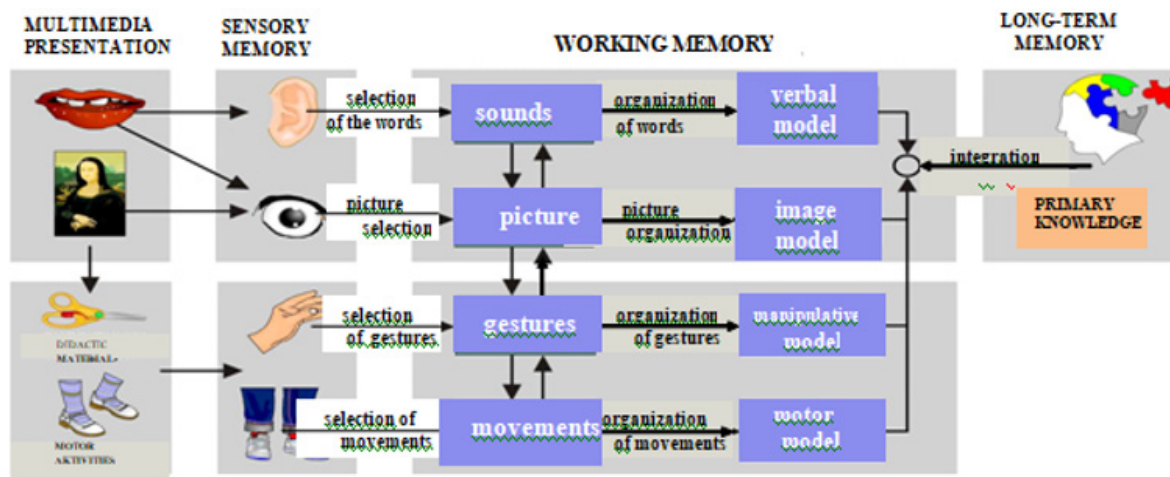 MULTIMEDIA
PRESENTATION
SENSORY
MEMORY
WORKING MEMORY
LONG-TERM
MEMORY
selection
of the words
sounds
organization
of words
verbal
model
integration
PRIMARY
KNOWLEDGE
picture
selection
picture
picture
organization
image
model
DIDACTIC
MATERIAL-
selection
of gestures
gestures
organization
of gestures
manipulative
model
MOTOR
AKTIVITIES
selection of
movements
movements
organization
of movements
motor
model